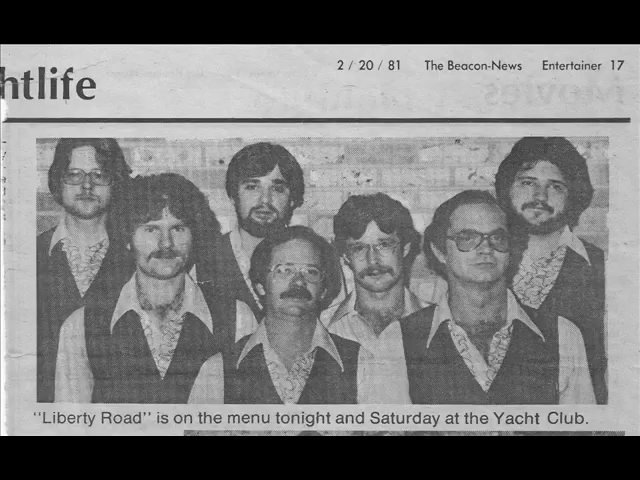 2 / 20 / 81 The Beacon-News Entertainer 17
htlife
"Liberty Road" is on the menu tonight and Saturday at the Yacht Club.